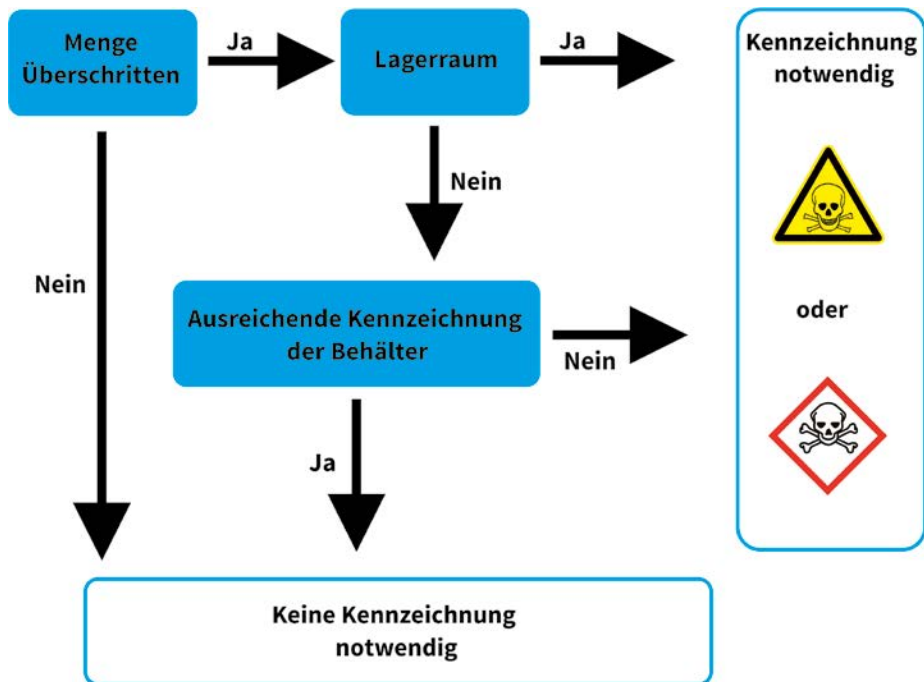 Menge
Überschritten
Ja
Lagerraum
Ja
Kennzeichnung
notwendig
Nein
Nein
oder
Ausreichende Kennzeichnung
der Behälter
Nein
Ja
Keine Kennzeichnung
notwendig